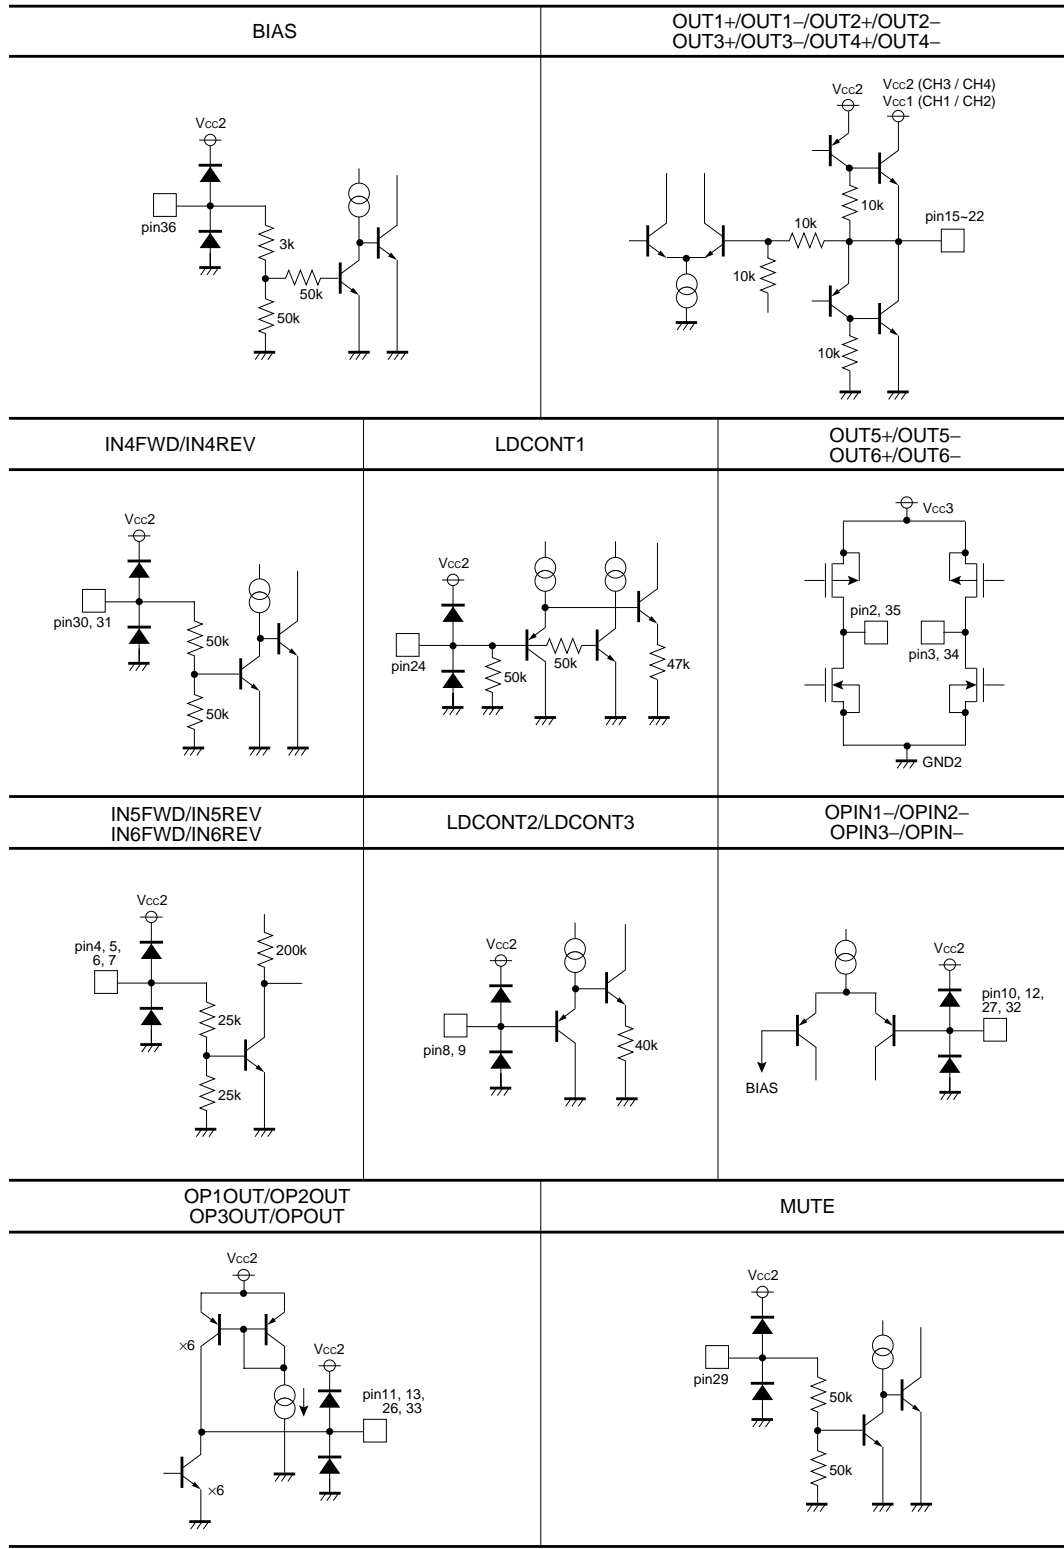 BIAS
OUT1+/OUT1–/OUT2+/OUT2–
OUT3+/OUT3–/OUT4+/OUT4–
Vcc2
pin36
3k
50k
50k
Vcc2
Vcc2 (CH3 / CH4)
Vcc1 (CH1 / CH2)
10k
10k
pin15~22
10k
10k
IN4FWD/IN4REV
LDCONT1
OUT5+/OUT5–
OUT6+/OUT6–
Vcc2
pin30, 31
50k
50k
Vcc2
pin24
50k
50k
47k
Vcc3
pin2, 35
pin3, 34
GND2
IN5FWD/IN5REV
IN6FWD/IN6REV
LDCONT2/LDCONT3
OPIN1–/OPIN2–
OPIN3–/OPIN–
Vcc2
pin4, 5,
6, 7
200k
25k
25k
Vcc2
pin8, 9
40k
Vcc2
pin10, 12,
27, 32
BIAS
OP1OUT/OP2OUT
OP3OUT/OPOUT
MUTE
Vcc2
×6
Vcc2
pin11, 13,
26, 33
×6
Vcc2
pin29
50k
50k